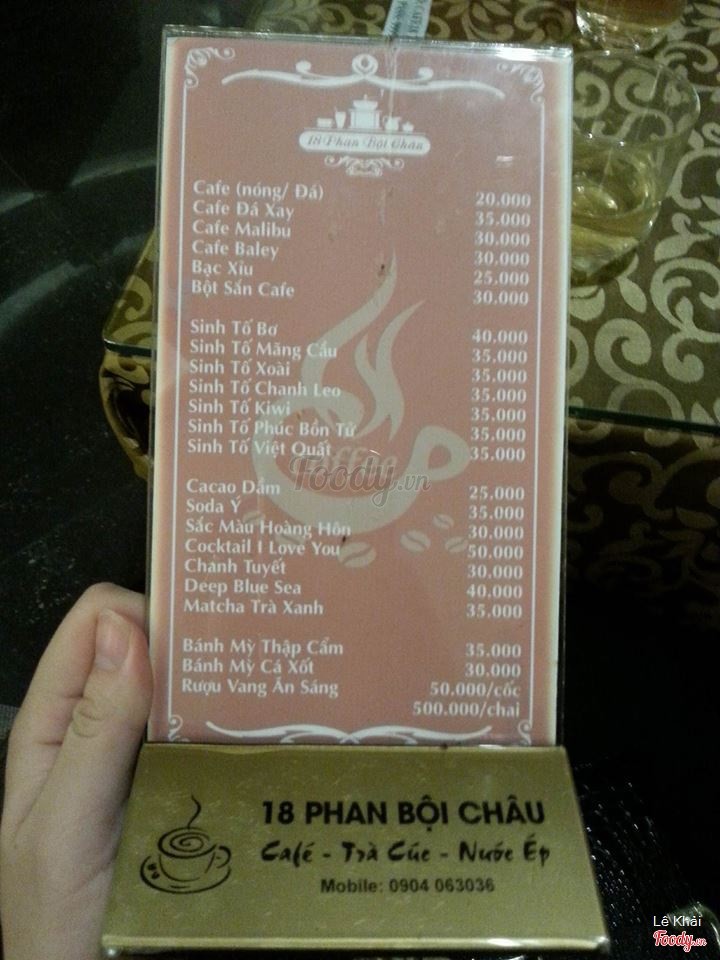 18 Phan Bội Châu
Cafe (nóng/ Đá) 20.000
Cafe Đá Xay 35.000
Cafe Malibu 30.000
Cafe Baley 30.000
Bạc Xỉu 25.000
Bột Sắn Cafe 30.000
Sinh Tố Bơ 40.000
Sinh Tố Mãng Cầu 35.000
Sinh Tố Xoài 35.000
Sinh Tố Chanh Leo 35.000
Sinh Tố Kiwi 35.000
Sinh Tố Phúc Bồn Tử 35.000
Sinh Tố Việt Quất 35.000
Coffee
Foody.vn
Cacao Dầm 25.000
Soda Ý 35.000
Sắc Màu Hoàng Hôn 30.000
Cocktail I Love You 50.000
Chanh Tuyết 30.000
Deep Blue Sea 40.000
Matcha Trà Xanh 35.000
Bánh Mỳ Thập Cẩm 35.000
Bánh Mỳ Cá Xốt 30.000
Rượu Vang Ấn Sáng 50.000/cốc
500.000/chai
18 PHAN BỘI CHÂU
Café - Trà Cúc - Nước Ép
Mobile: 0904 063036
Lê Khải
Foody.vn